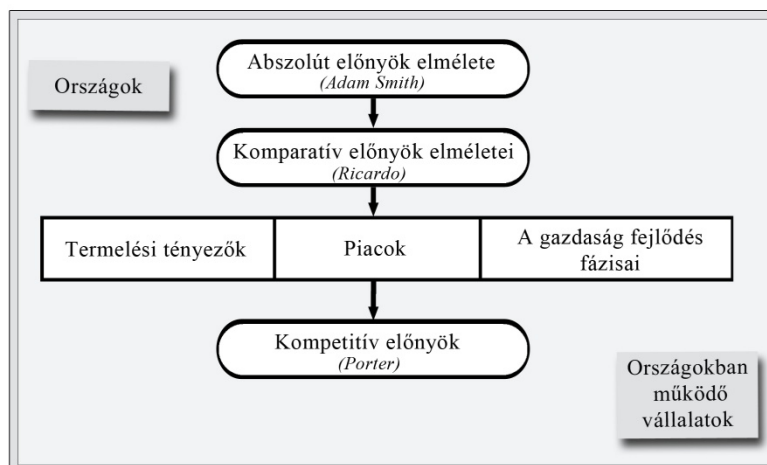 Abszolút előnyök elmélete
(Adam Smith)
Országok
Komparatív előnyök elméletei
(Ricardo)
Termelési tényezők
Piacok
A gazdaság fejlődés
fázisai
Kompetitív előnyök
(Porter)
Országokban
működő
vállalatok